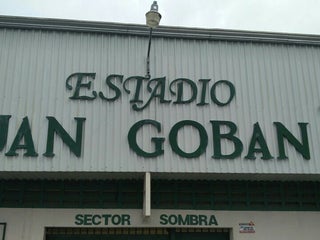 ESTADIO
UAN GOBAN
SECTOR SOMBRA